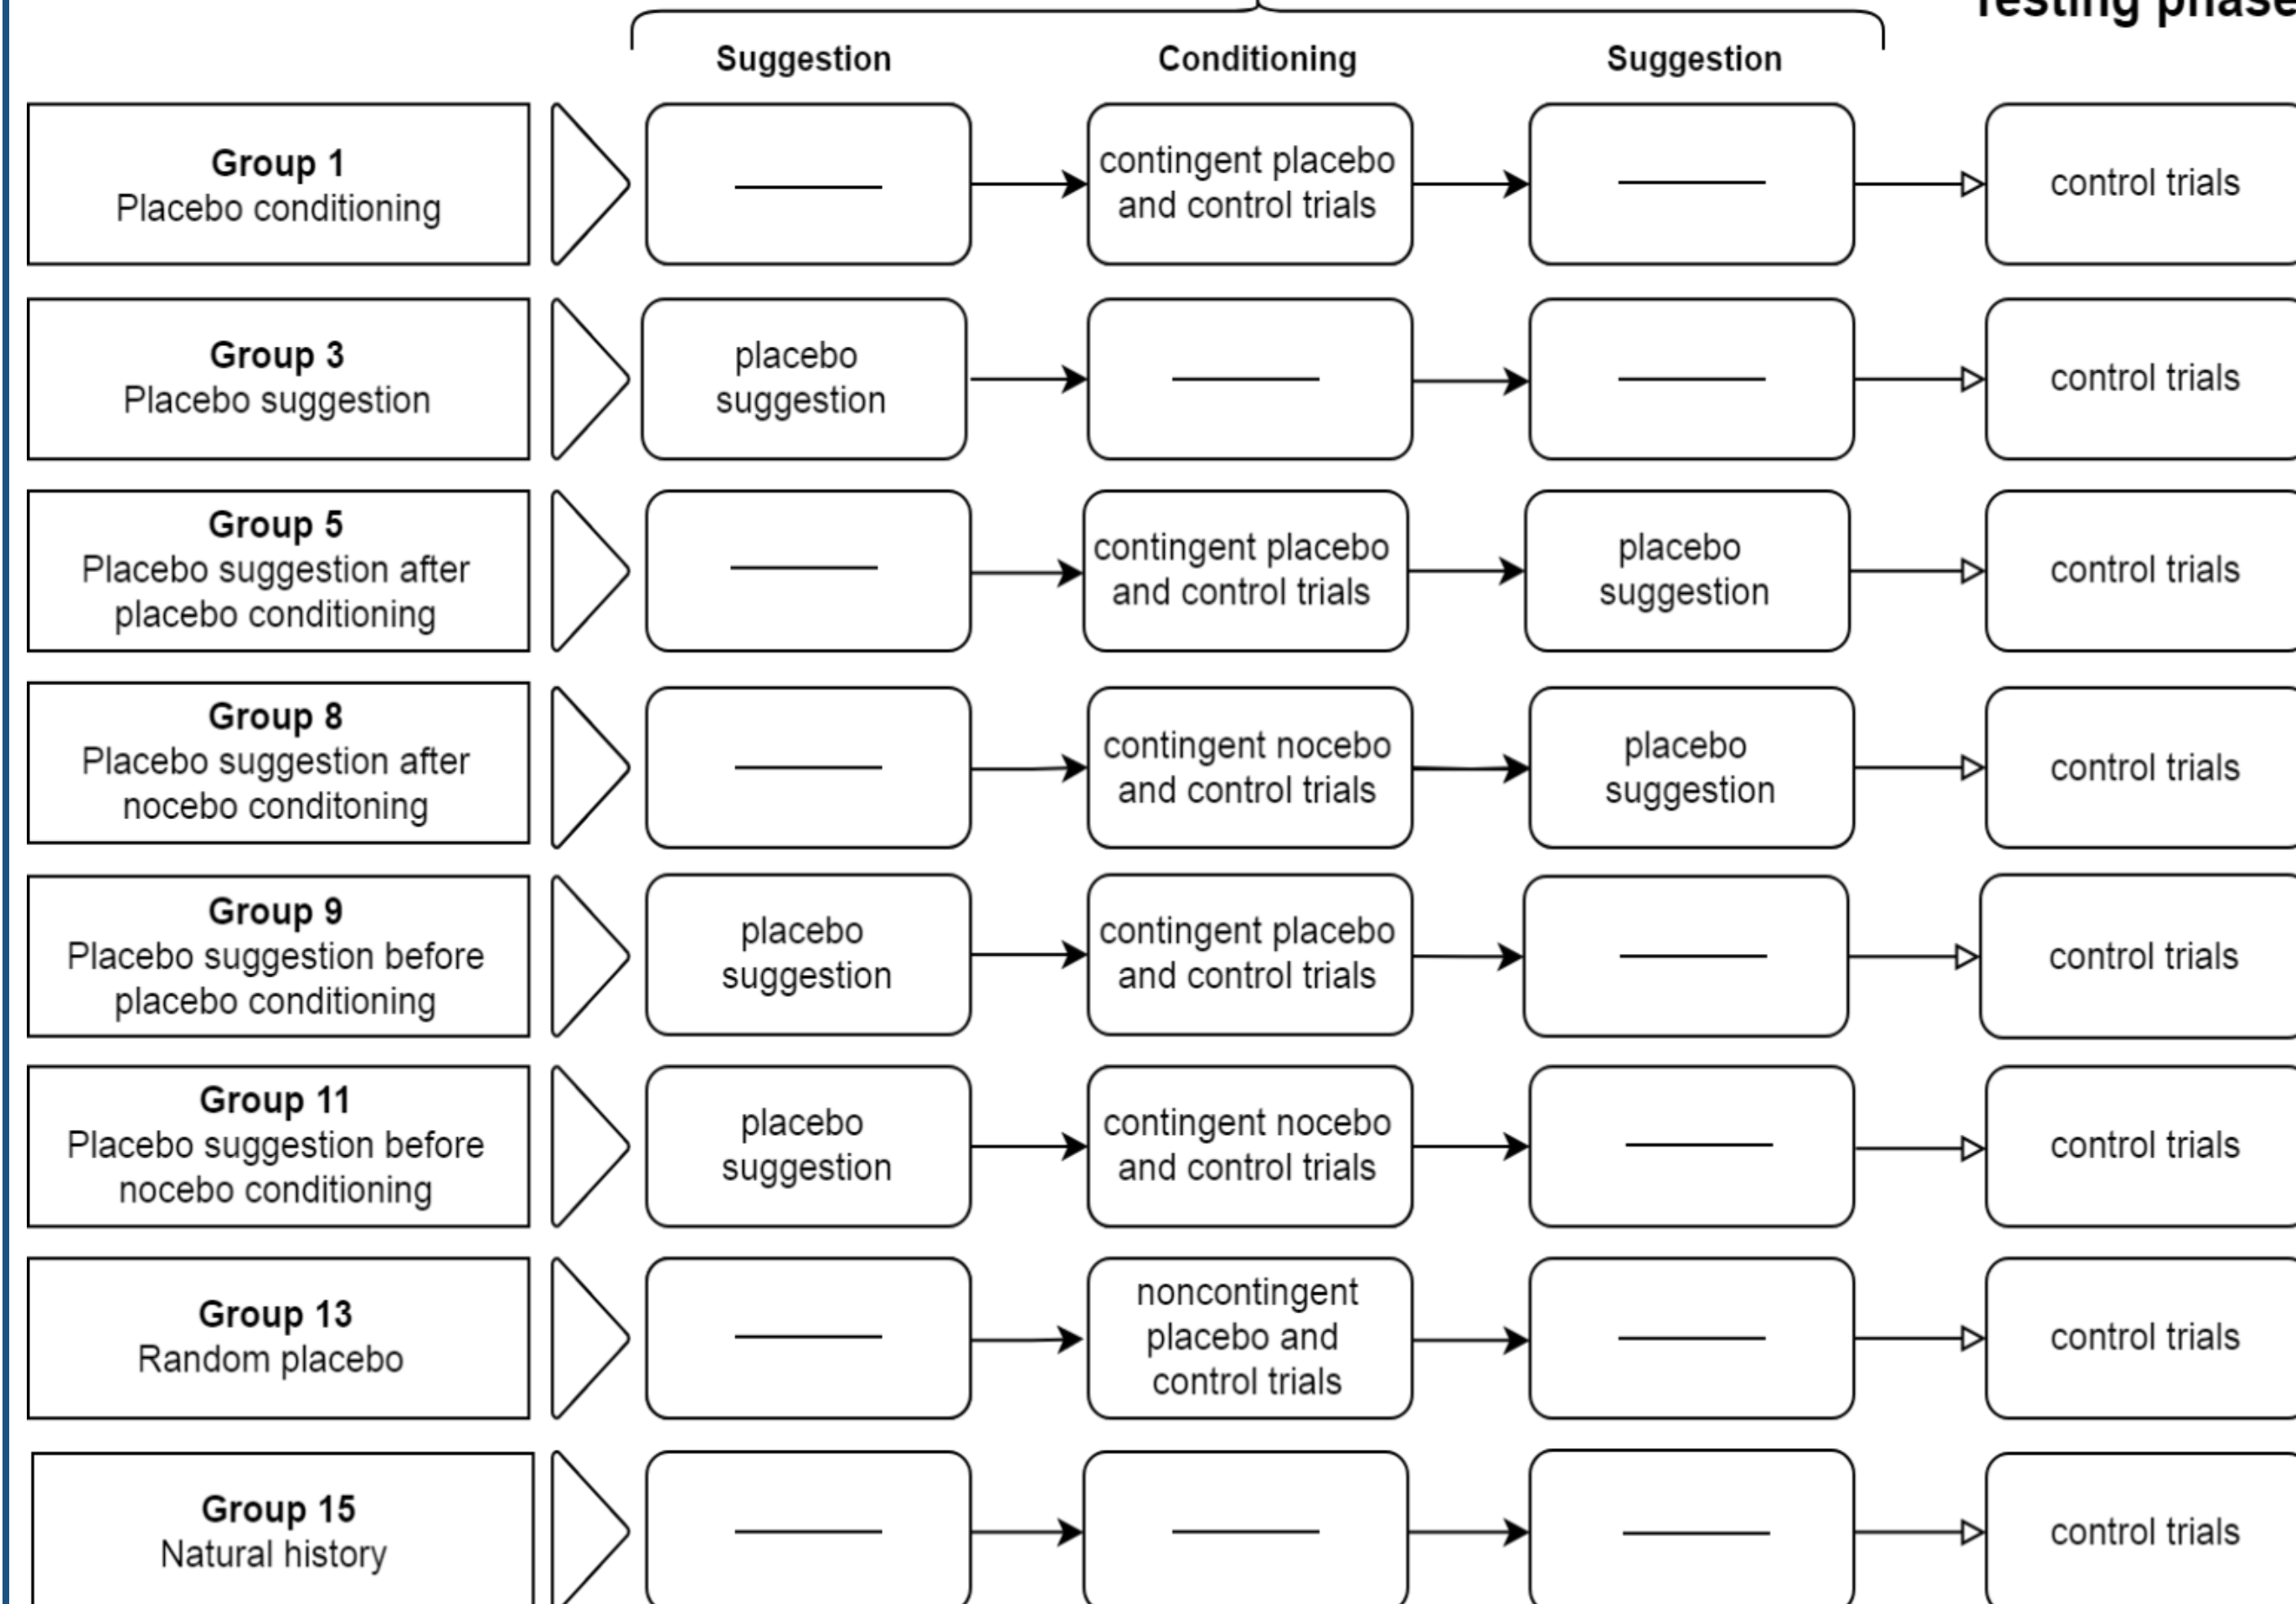 Testing phase
Suggestion
Conditioning
Suggestion
Group 1
Placebo conditioning
contingent placebo
and control trials
control trials
Group 3
Placebo suggestion
placebo
suggestion
control trials
Group 5
Placebo suggestion after
placebo conditioning
contingent placebo
and control trials
placebo
suggestion
control trials
Group 8
Placebo suggestion after
nocebo conditoning
contingent nocebo
and control trials
placebo
suggestion
control trials
Group 9
Placebo suggestion before
placebo conditioning
placebo
suggestion
contingent placebo
and control trials
control trials
Group 11
Placebo suggestion before
nocebo conditioning
placebo
suggestion
contingent nocebo
and control trials
control trials
Group 13
Random placebo
noncontingent
placebo and
control trials
control trials
Group 15
Natural history
control trials